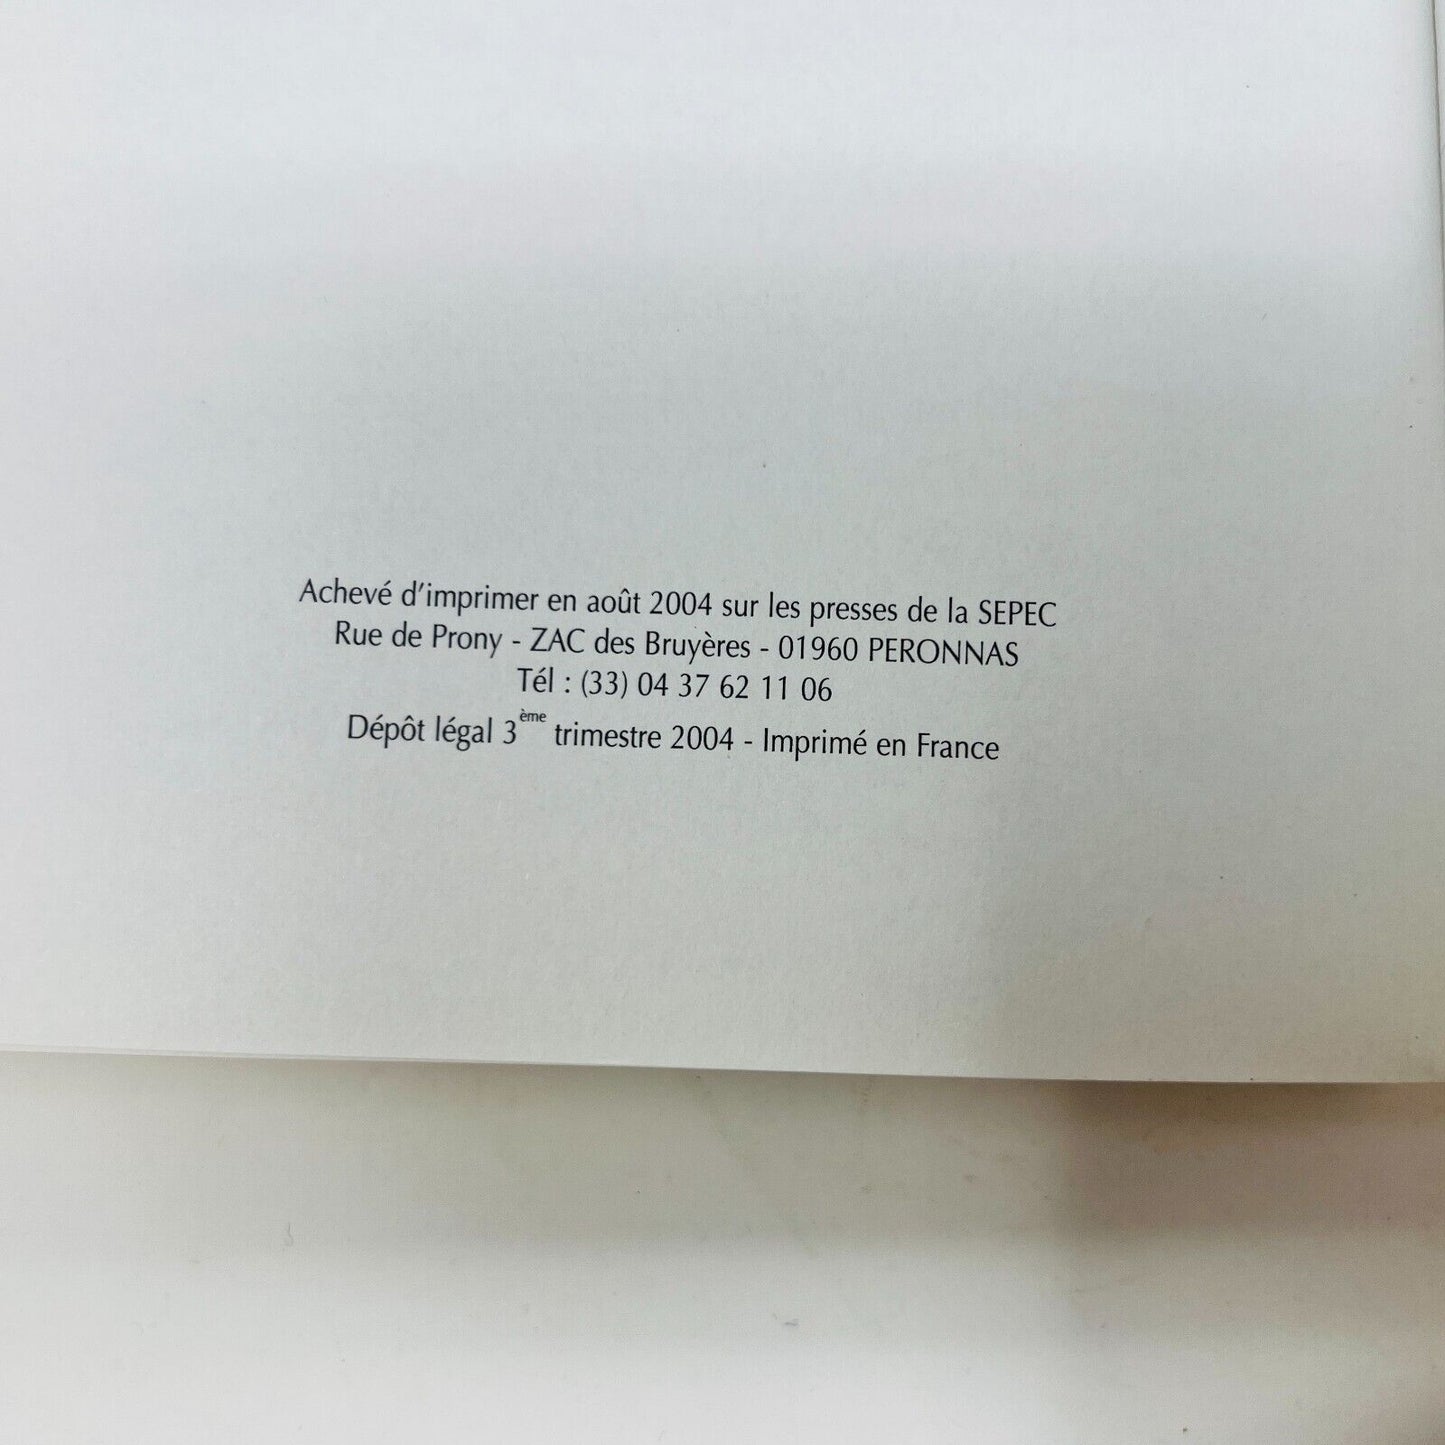 Achevé d'imprimer en août 2004 sur les presses de la SEPEC
Rue de Prony - ZAC des Bruyères - 01960 PERONNAS
Tél : (33) 04 37 62 11 06
Dépôt légal 3ème trimestre 2004 - Imprimé en France